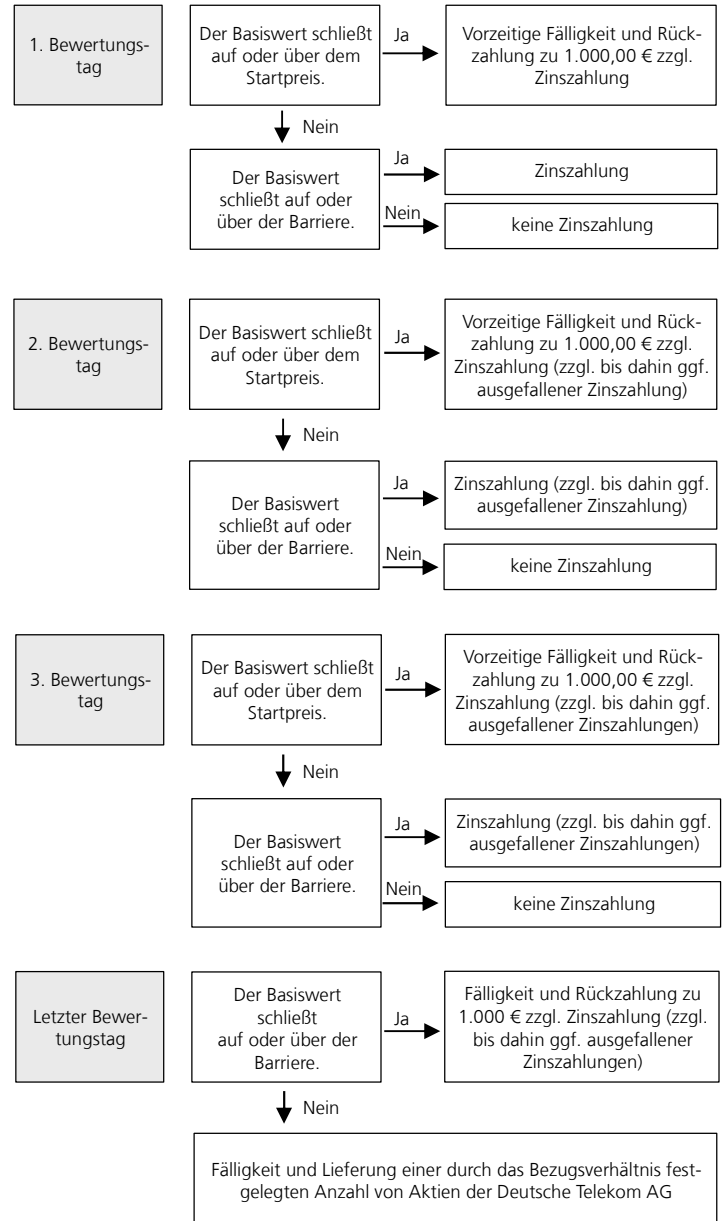 1. Bewertungs-
tag
Der Basiswert schließt
auf oder über dem
Startpreis.
Ja
Vorzeitige Fälligkeit und Rück-
zahlung zu 1.000,00 € zzgl.
Zinszahlung
Nein
Der Basiswert
schließt auf oder
über der Barriere.
Ja
Zinszahlung
Nein
keine Zinszahlung
2. Bewertungs-
tag
Der Basiswert schließt
auf oder über dem
Startpreis.
Ja
Vorzeitige Fälligkeit und Rück-
zahlung zu 1.000,00 € zzgl.
Zinszahlung (zzgl. bis dahin ggf.
ausgefallener Zinszahlung)
Nein
Der Basiswert
schließt auf oder
über der Barriere.
Ja
Zinszahlung (zzgl. bis dahin ggf.
ausgefallener Zinszahlung)
Nein
keine Zinszahlung
3. Bewertungs-
tag
Der Basiswert schließt
auf oder über dem
Startpreis.
Ja
Vorzeitige Fälligkeit und Rück-
zahlung zu 1.000,00 € zzgl.
Zinszahlung (zzgl. bis dahin ggf.
ausgefallener Zinszahlungen)
Nein
Der Basiswert
schließt auf oder
über der Barriere.
Ja
Zinszahlung (zzgl. bis dahin ggf.
ausgefallener Zinszahlungen)
Nein
keine Zinszahlung
Letzter Bewer-
tungstag
Der Basiswert
schließt
auf oder über der
Barriere.
Ja
Fälligkeit und Rückzahlung zu
1.000 € zzgl. Zinszahlung (zzgl.
bis dahin ggf. ausgefallener
Zinszahlungen)
Nein
Fälligkeit und Lieferung einer durch das Bezugsverhältnis fest-
gelegten Anzahl von Aktien der Deutsche Telekom AG